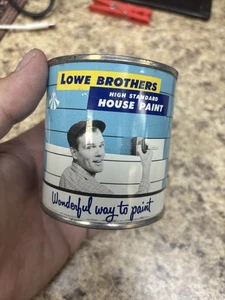 LOWE BROTHERS
HIGH STANDARD
HOUSE PAINT
Wonderful way to paint